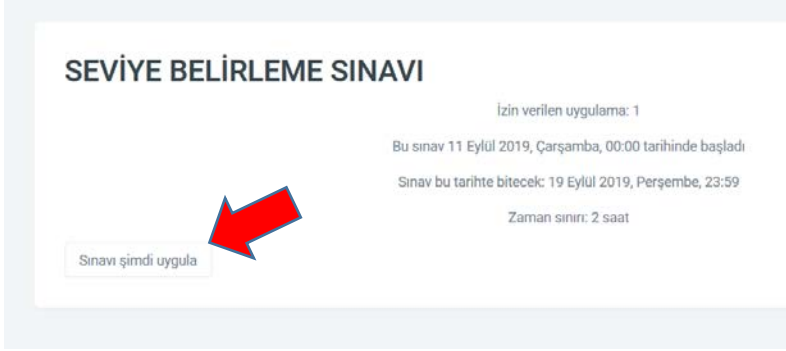 SEVİYE BELİRLEME SINAVI
İzin verilen uygulama: 1
Bu sınav 11 Eylül 2019, Çarşamba, 00:00 tarihinde başladı
Sınav bu tarihte bitecek: 19 Eylül 2019, Perşembe, 23:59
Zaman sınırı: 2 saat
Sınavı şimdi uygula